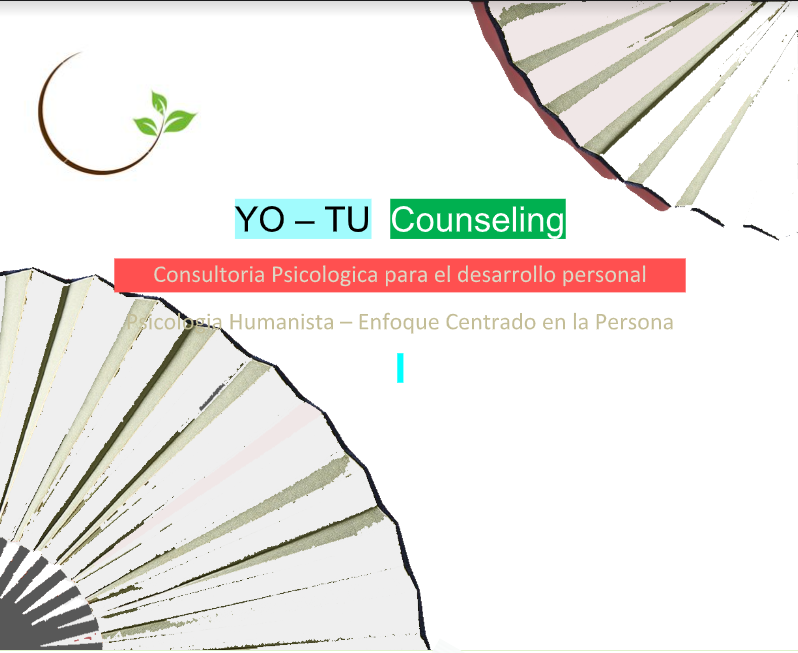 YO – TU Counseling
Consultoria Psicologica para el desarrollo personal
Psicologia Humanista – Enfoque Centrado en la Persona